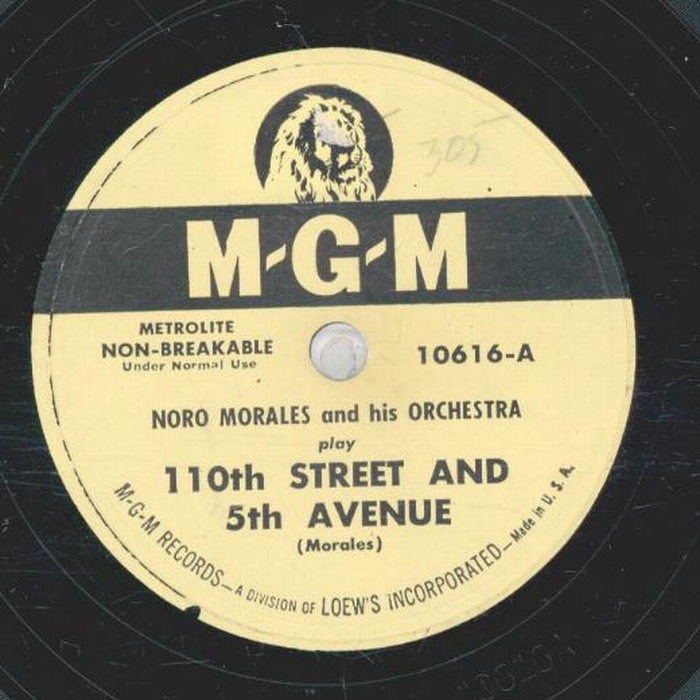 305
M-G-M
METROLITE
NON-BREAKABLE
Under Normal Use
10616-A
NORO MORALES and his ORCHESTRA
play
110th STREET AND
5th AVENUE
(Morales)
M-G-M RECORDS—A DIVISION OF LOEW'S INCORPORATED—Made in U. S. A.